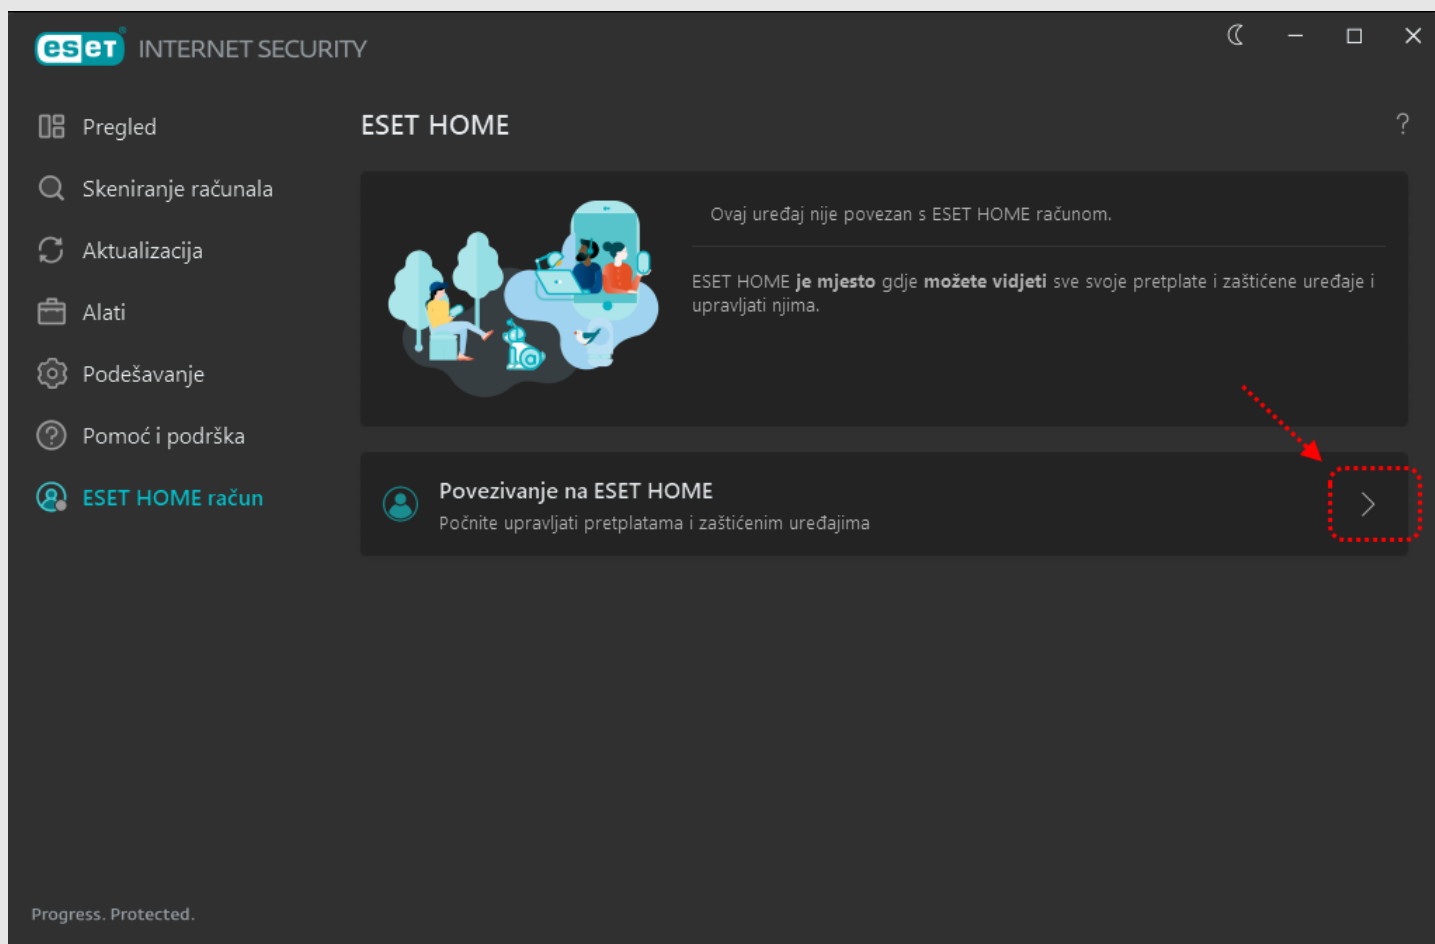 eset INTERNET SECURITY
Pregled
Skeniranje računala
Aktualizacija
Alati
Podešavanje
Pomoć i podrška
ESET HOME račun
ESET HOME
?
Ovaj uređaj nije povezan s ESET HOME računom.
ESET HOME je mjesto gdje možete vidjeti sve svoje pretplate i zaštićene uređaje i
upravljati njima.
Povezivanje na ESET HOME
Počnite upravljati pretplatama i zaštićenim uređajima
Progress. Protected.